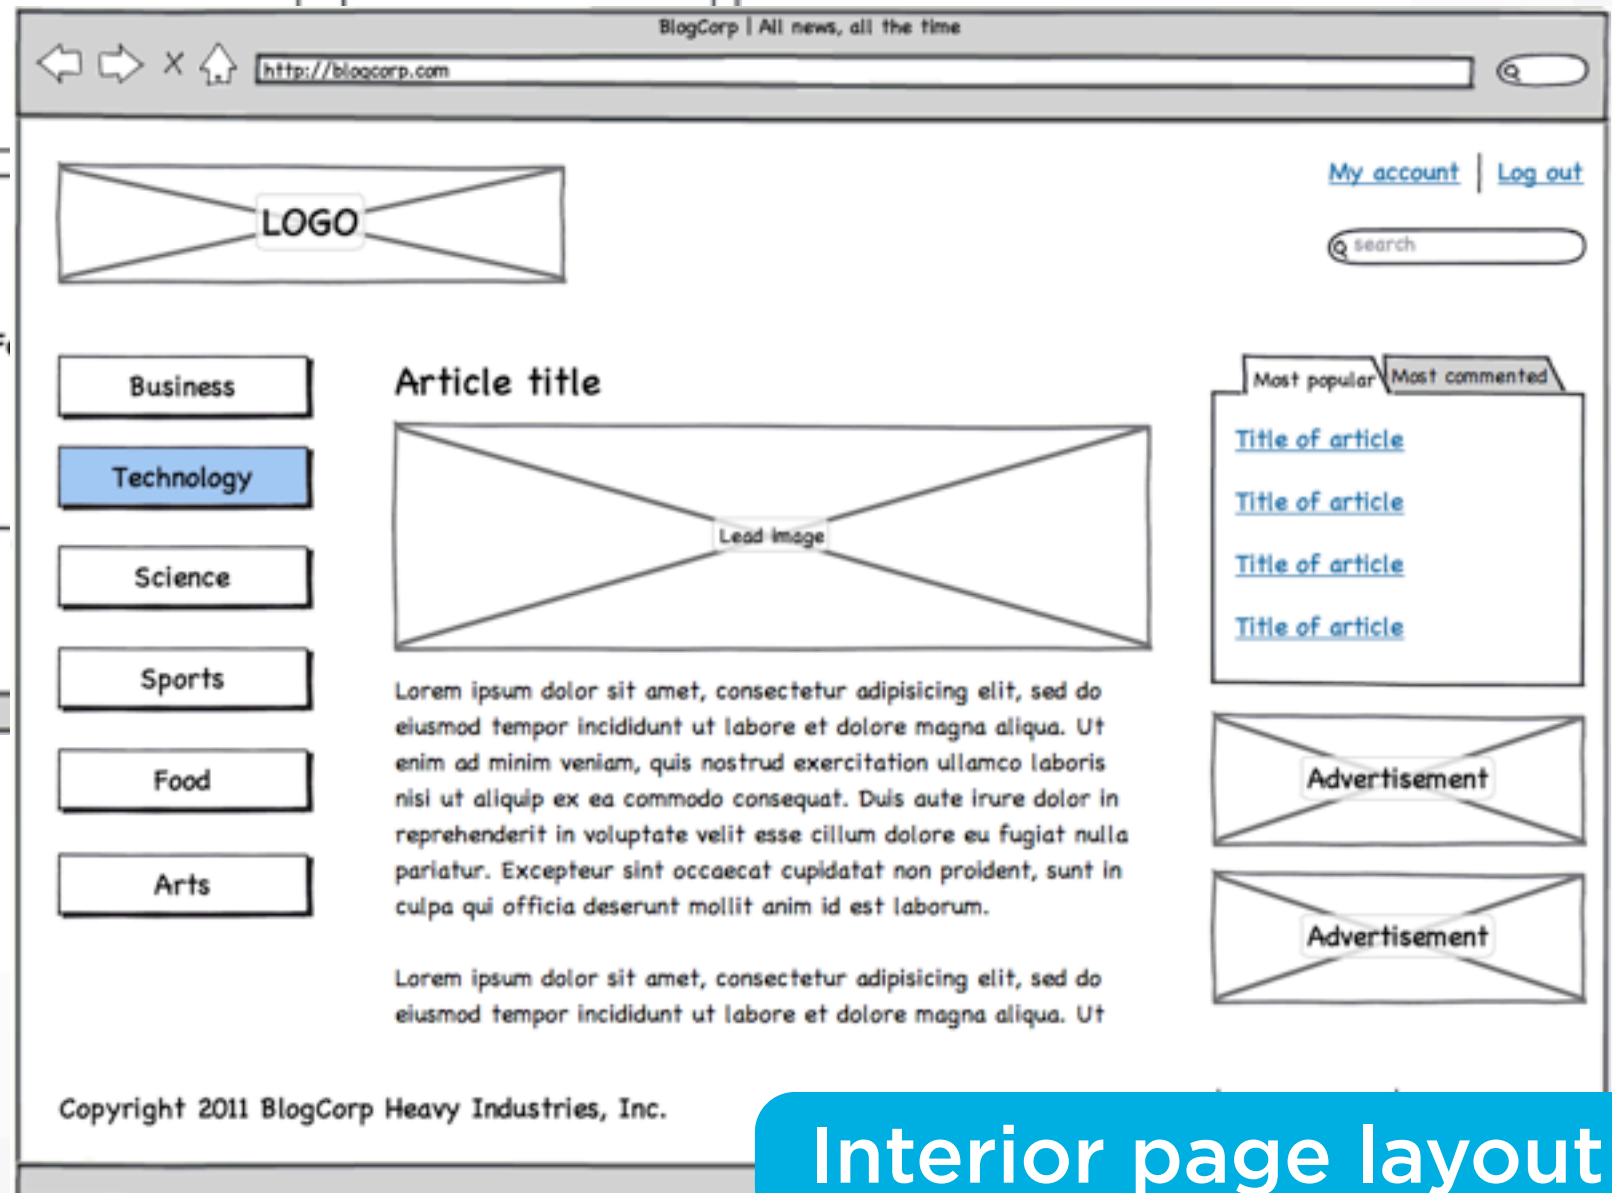 BlogCorp | All news, all the time
http://blogcorp.com
My account | Log out
LOGO
search
Business
Technology
Science
Sports
Food
Arts
Article title
Lead image
Lorem ipsum dolor sit amet, consectetur adipisicing elit, sed do
eiusmod tempor incididunt ut labore et dolore magna aliqua. Ut
enim ad minim veniam, quis nostrud exercitation ullamco laboris
nisi ut aliquip ex ea commodo consequat. Duis aute irure dolor in
reprehenderit in voluptate velit esse cillum dolore eu fugiat nulla
pariatur. Excepteur sint occaecat cupidatat non proident, sunt in
culpa qui officia deserunt mollit anim id est laborum.
Lorem ipsum dolor sit amet, consectetur adipisicing elit, sed do
eiusmod tempor incididunt ut labore et dolore magna aliqua. Ut
Most popular
Most commented
Title of article
Title of article
Title of article
Title of article
Advertisement
Advertisement
Copyright 2011 BlogCorp Heavy Industries, Inc.
Interior page layout